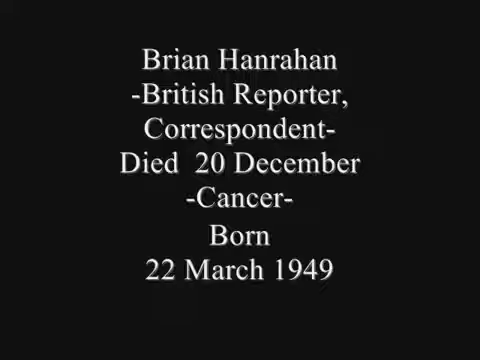 Brian Hanrahan
-British Reporter,
Correspondent-
Died 20 December
-Cancer-
Born
22 March 1949